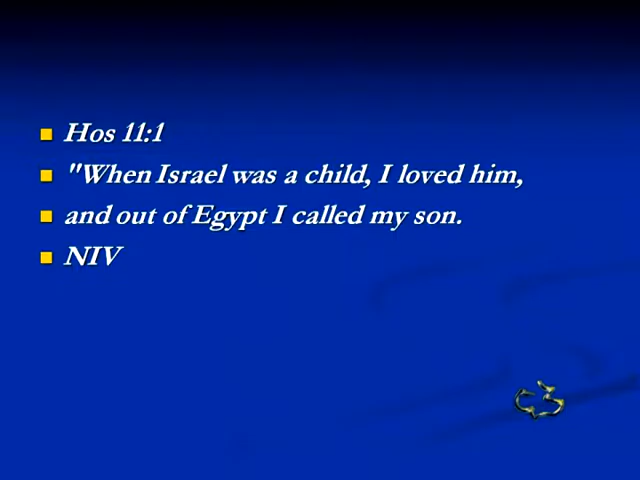 Hos 11:1
"When Israel was a child, I loved him,
and out of Egypt I called my son.
NIV